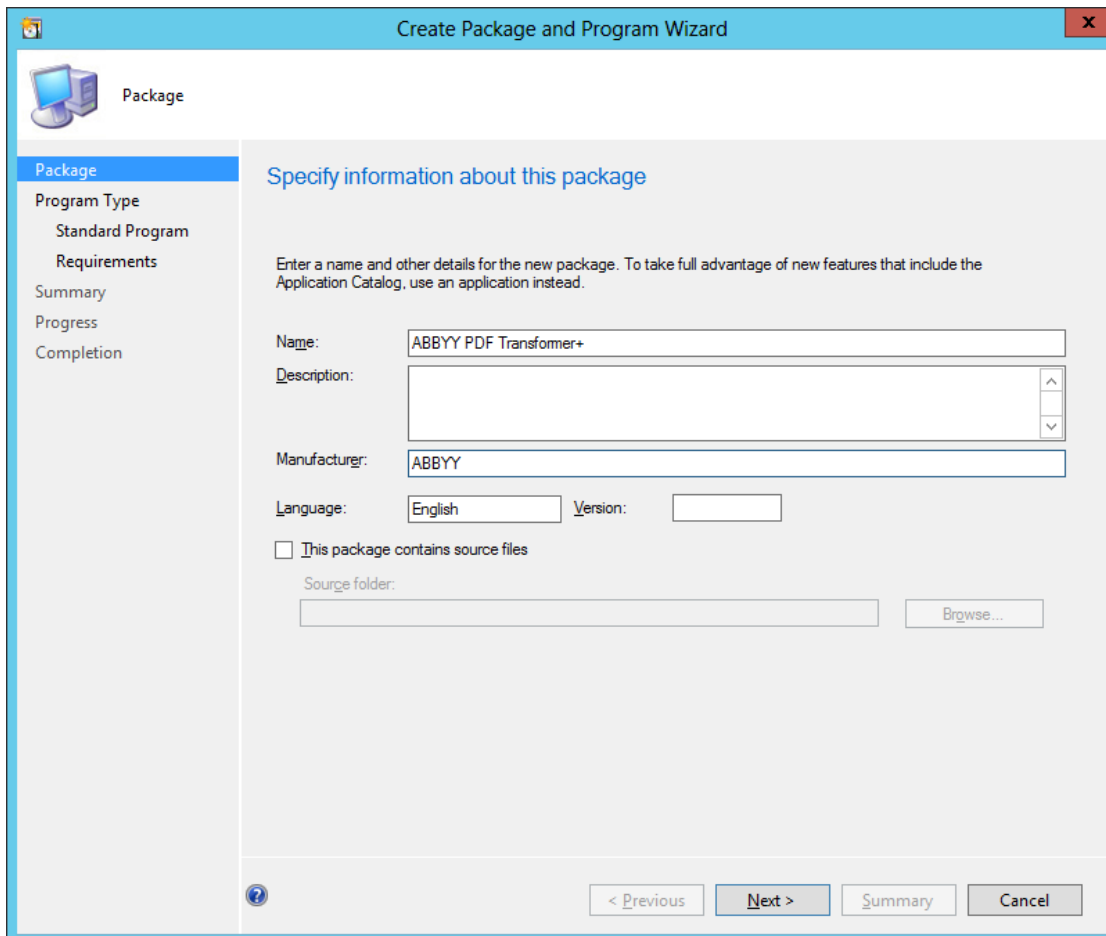 Create Package and Program Wizard
x
Package
Package
Program Type
Standard Program
Requirements
Summary
Progress
Completion
Specify information about this package
Enter a name and other details for the new package. To take full advantage of new features that include the
Application Catalog, use an application instead.
Name: ABBYY PDF Transformer+
Description:
Manufacturer: ABBYY
Language: English Version:
This package contains source files
Source folder:
Browse...
? < Previous Next > Summary Cancel